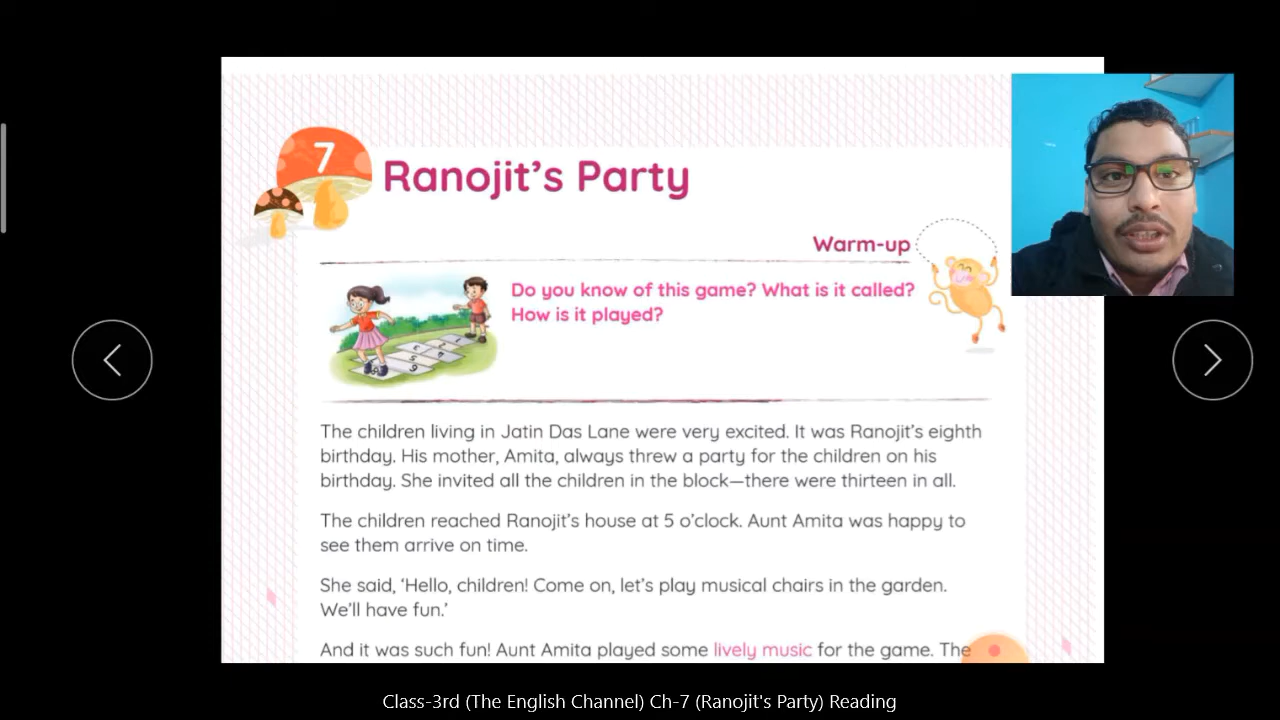 7
Ranojit's Party
Warm-up
Do you know of this game? What is it called?
How is it played?
The children living in Jatin Das Lane were very excited. It was Ranojit's eighth
birthday. His mother, Amita, always threw a party for the children on his
birthday. She invited all the children in the block—there were thirteen in all.
The children reached Ranojit's house at 5 o'clock. Aunt Amita was happy to
see them arrive on time.
She said, ‘Hello, children! Come on, let's play musical chairs in the garden.
We'll have fun.’
And it was such fun! Aunt Amita played some lively music for the game. The
Class-3rd (The English Channel) Ch-7 (Ranojit's Party) Reading